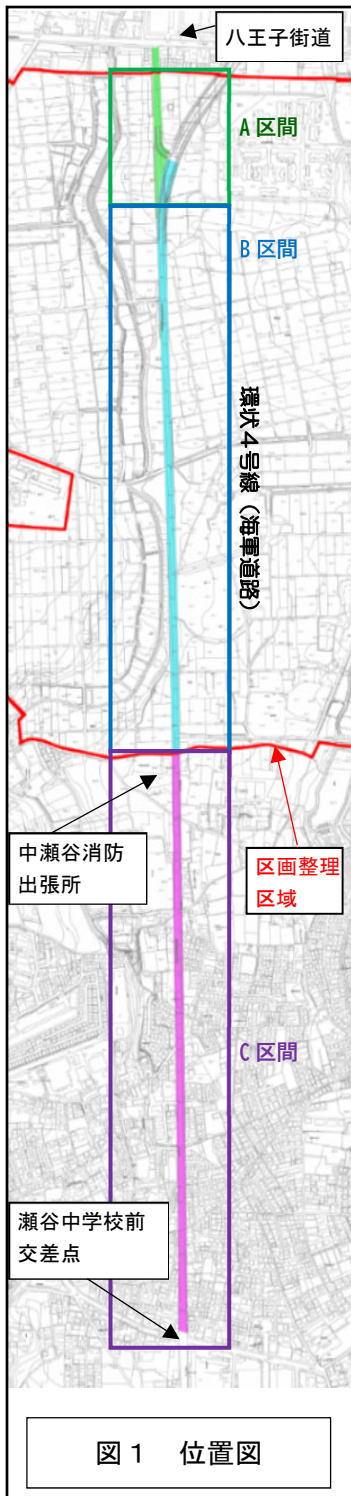 八王子街道
A区間
B区間
環状4号線（海軍道路）
中瀬谷消防
出張所
区画整理
区域
C区間
瀬谷中学校前
交差点
図1 位置図